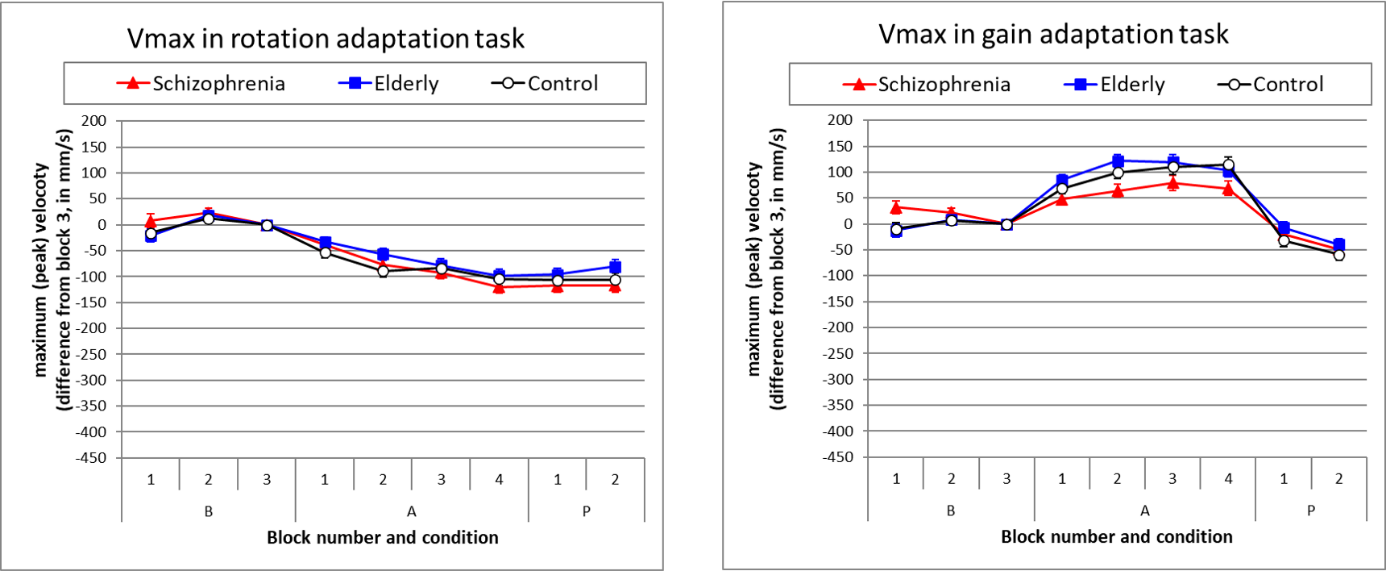 Vmax in rotation adaptation task
Schizophrenia Elderly Control
maximum (peak) velocoty
(difference from block 3, in mm/s)
200
150
100
50
0
-50
-100
-150
-200
-250
-300
-350
-400
-450
1 2 3 1 2 3 4 1 2
B A P
Block number and condition
Vmax in gain adaptation task
Schizophrenia Elderly Control
maximum (peak) velocoty
(difference from block 3, in mm/s)
200
150
100
50
0
-50
-100
-150
-200
-250
-300
-350
-400
-450
1 2 3 1 2 3 4 1 2
B A P
Block number and condition